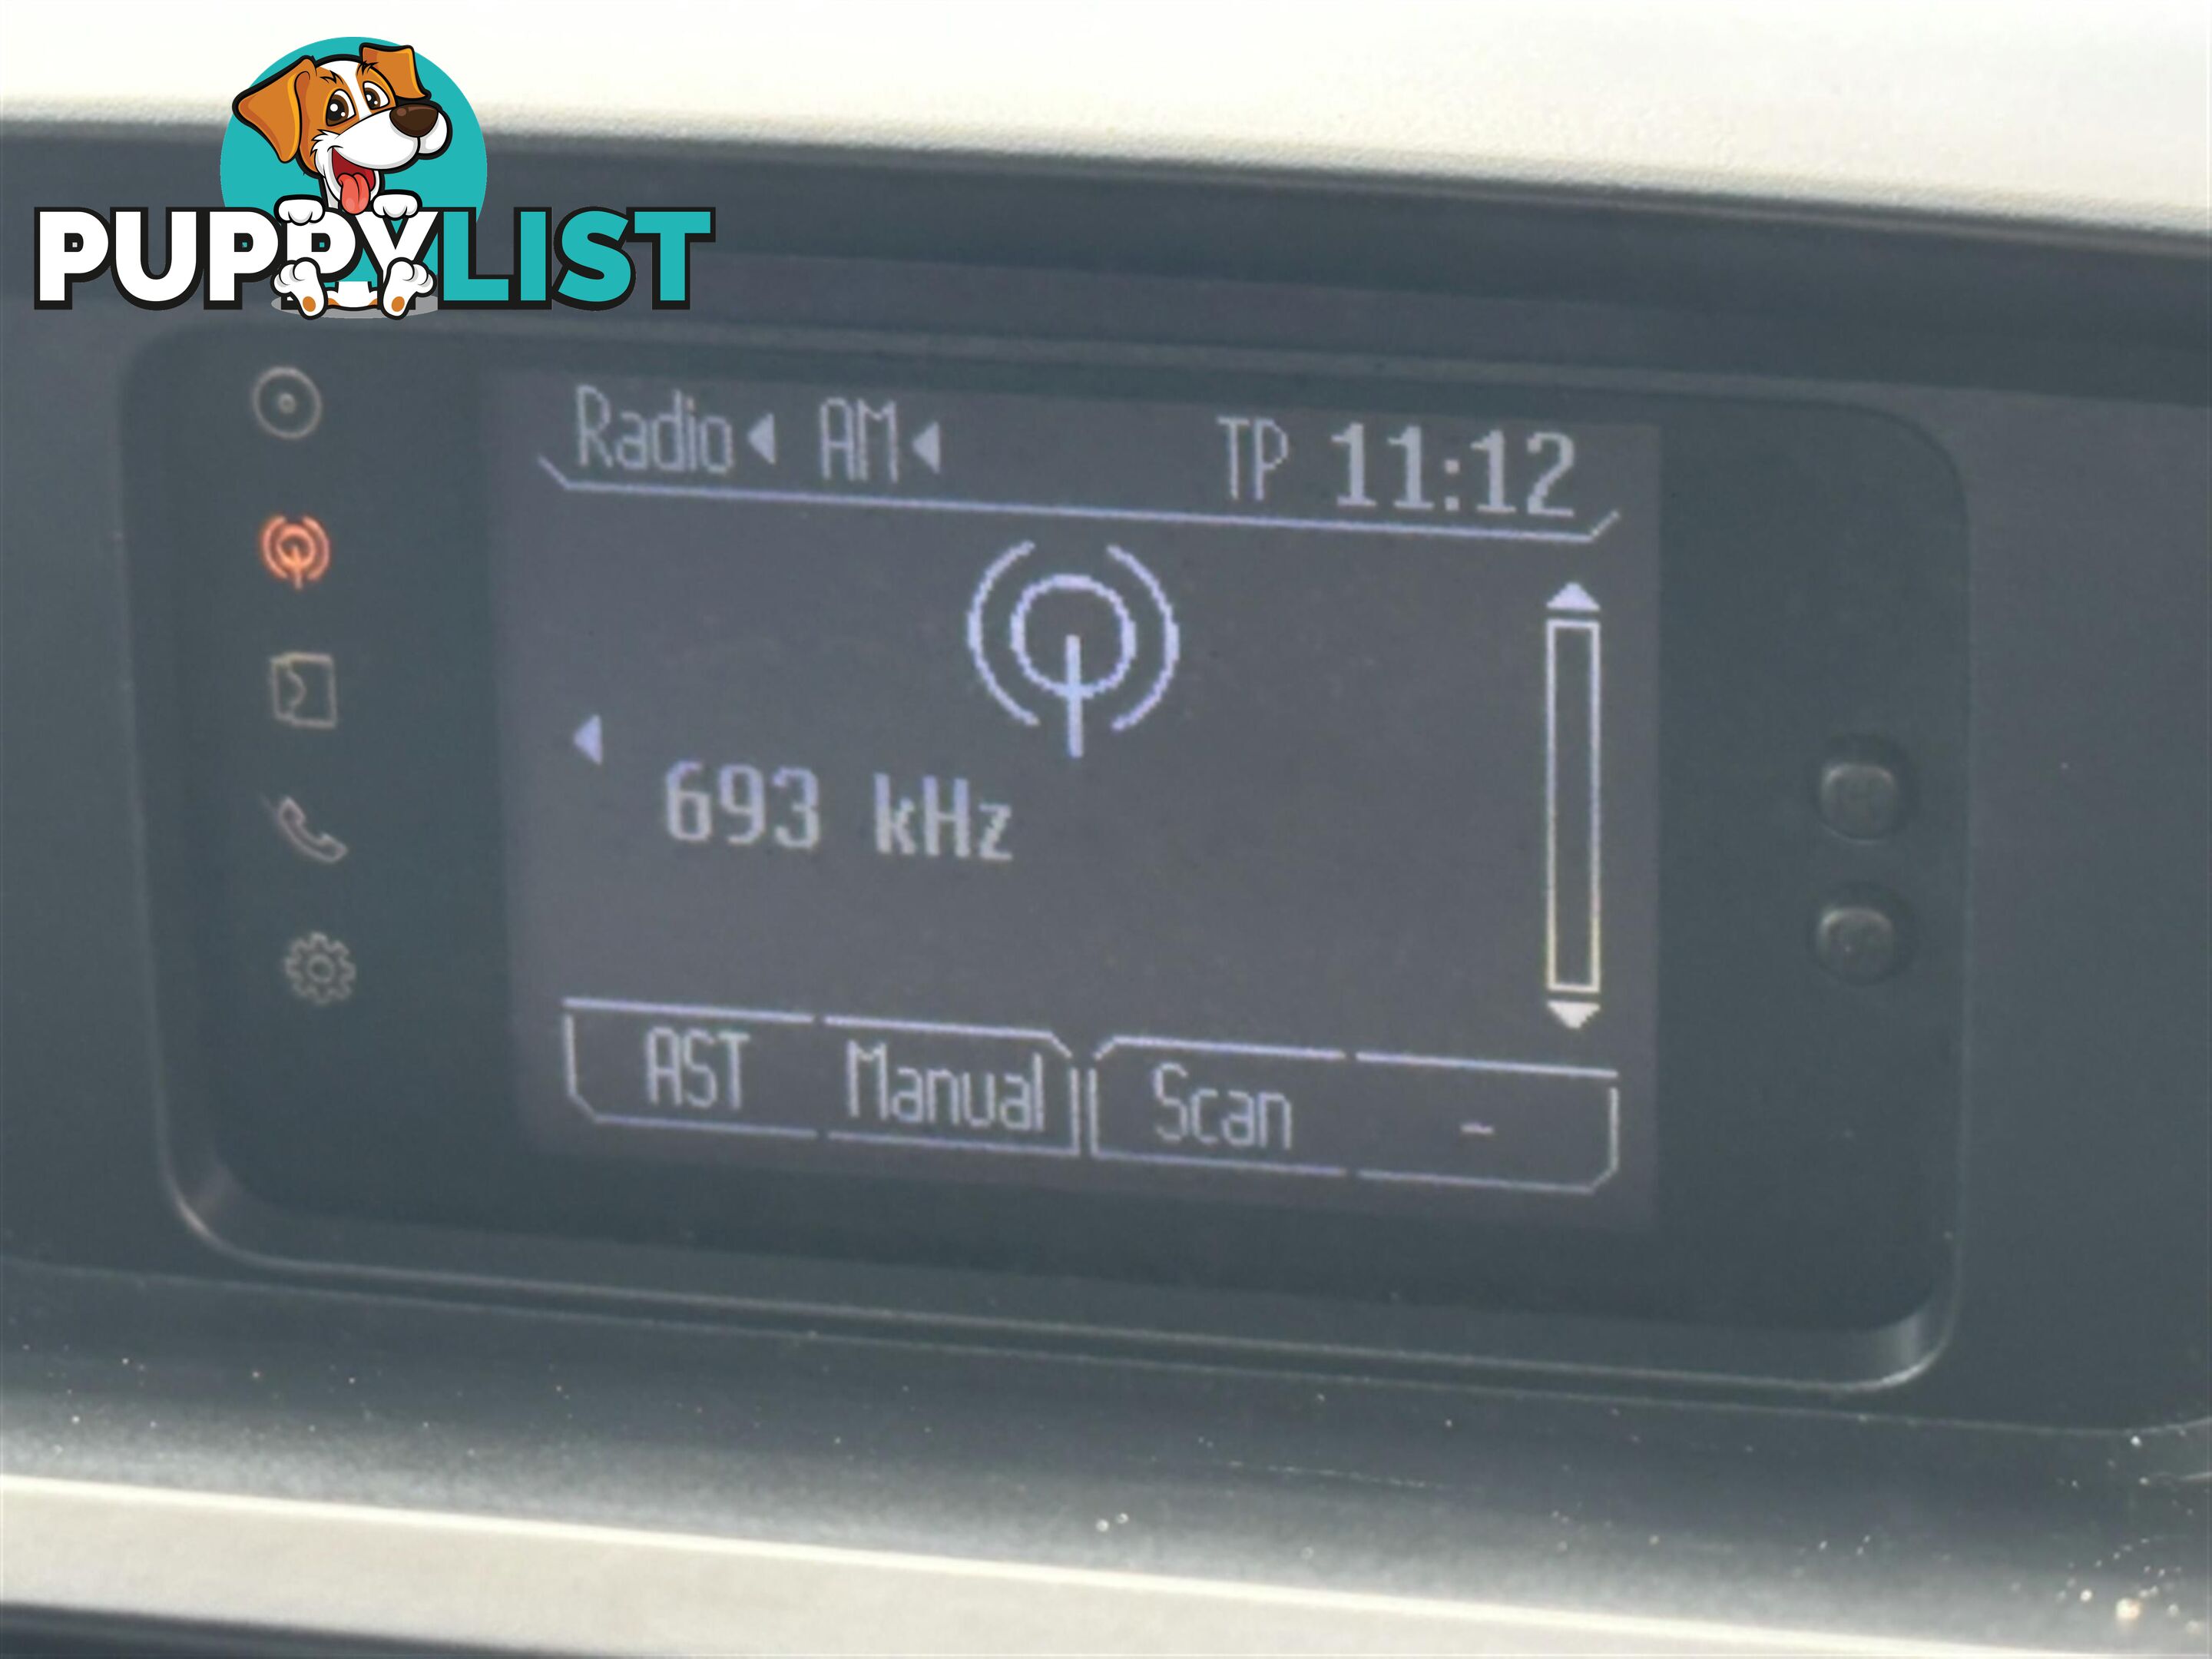 PUPPYLIST
Radio AM TP 11:12
693 kHz
AST Manual Scan -